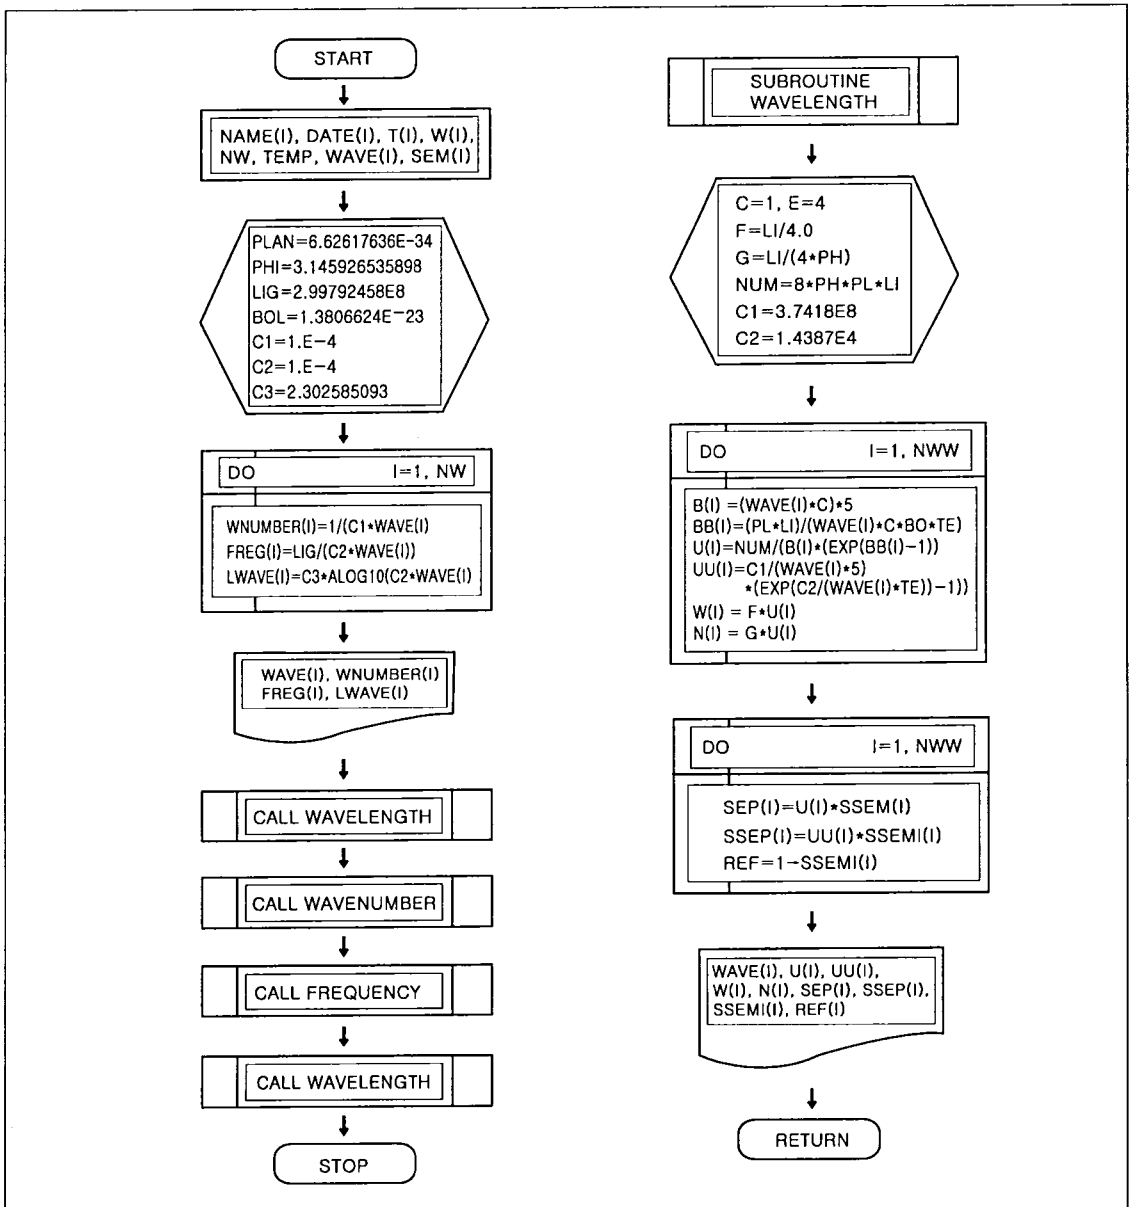 START
NAME(I), DATE(I), T(I), W(I),
NW, TEMP, WAVE(I), SEM(I)
PLAN=6.62617636E-34
PHI=3.145926535898
LIG=2.99792458E8
BOL=1.3806624E-23
C1=1.E-4
C2=1.E-4
C3=2.302585093
DO I=1, NW
WNUMBER(I)=1/(C1*WAVE(I)
FREG(I)=LIG/(C2*WAVE(I))
LWAVE(I)=C3*ALOG10(C2*WAVE(I)
WAVE(I), WNUMBER(I)
FREG(I), LWAVE(I)
CALL WAVELENGTH
CALL WAVENUMBER
CALL FREQUENCY
CALL WAVELENGTH
STOP
SUBROUTINE
WAVELENGTH
C=1, E=4
F=LI/4.0
G=LI/(4*PH)
NUM=8*PH*PL*LI
C1=3.7418E8
C2=1.4387E4
DO I=1, NWW
B(I) =(WAVE(I)*C)*5
BB(I)=(PL*LI)/(WAVE(I)*C*BO*TE)
U(I)=NUM/(B(I)*(EXP(BB(I)-1))
UU(I)=C1/(WAVE(I)*5)
*(EXP(C2/(WAVE(I)*TE))-1))
W(I) = F*U(I)
N(I) = G*U(I)
DO I=1, NWW
SEP(I)=U(I)*SSEM(I)
SSEP(I)=UU(I)*SSEMI(I)
REF=1-SSEMI(I)
WAVE(I), U(I), UU(I),
W(I), N(I), SEP(I), SSEP(I),
SSEMI(I), REF(I)
RETURN